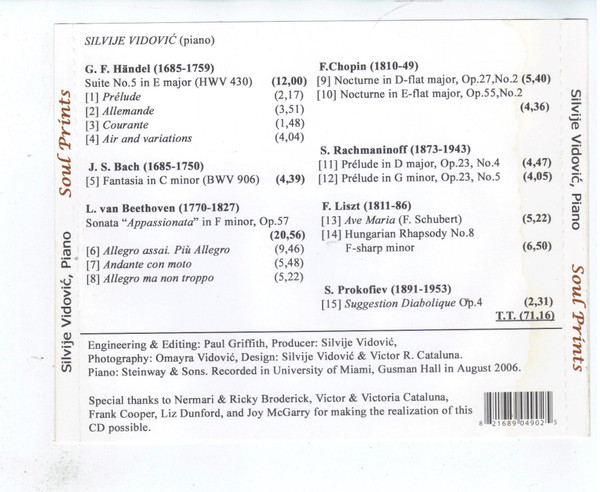 SILVIJE VIDOVIĆ (piano)
G. F. Händel (1685-1759)
Suite No.5 in E major (HWV 430) (12,00)
[1] Prélude (2,17)
[2] Allemande (3,51)
[3] Courante (1,48)
[4] Air and variations (4,04)
J. S. Bach (1685-1750)
[5] Fantasia in C minor (BWV 906) (4,39)
L. van Beethoven (1770-1827)
Sonata "Appassionata" in F minor, Op.57
(20,56)
[6] Allegro assai. Più Allegro (9,46)
[7] Andante con moto (5,48)
[8] Allegro ma non troppo (5,22)
F.Chopin (1810-49)
[9] Nocturne in D-flat major, Op.27,No.2 (5,40)
[10] Nocturne in E-flat major, Op.55,No.2
(4,36)
S. Rachmaninoff (1873-1943)
[11] Prélude in D major, Op.23, No.4 (4,47)
[12] Prélude in G minor, Op.23, No.5 (4,05)
F. Liszt (1811-86)
[13] Ave Maria (F. Schubert) (5,22)
[14] Hungarian Rhapsody No.8
F-sharp minor (6,50)
S. Prokofiev (1891-1953)
[15] Suggestion Diabolique Op.4 (2,31)
T.T. (71,16)
Engineering & Editing: Paul Griffith, Producer: Silvije Vidović,
Photography: Omayra Vidović, Design: Silvije Vidović & Victor R. Cataluna.
Piano: Steinway & Sons. Recorded in University of Miami, Gusman Hall in August 2006.
Special thanks to Nermari & Ricky Broderick, Victor & Victoria Cataluna,
Frank Cooper, Liz Dunford, and Joy McGarry for making the realization of this
CD possible.
8 21689 04902 5
Silvije Vidović, Piano Soul Prints
Silvije Vidović, Piano Soul Prints